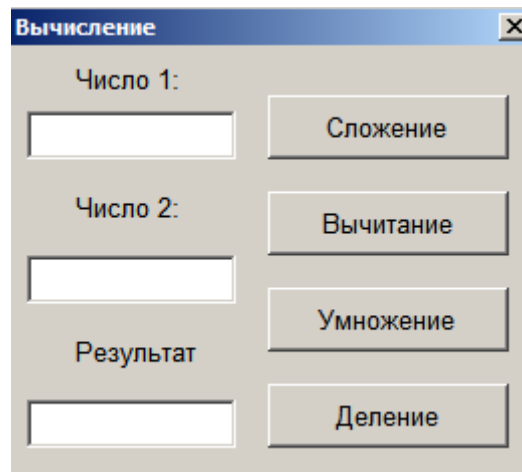 Вычисление
Число 1:
Сложение
Число 2:
Вычитание
Умножение
Результат
Деление